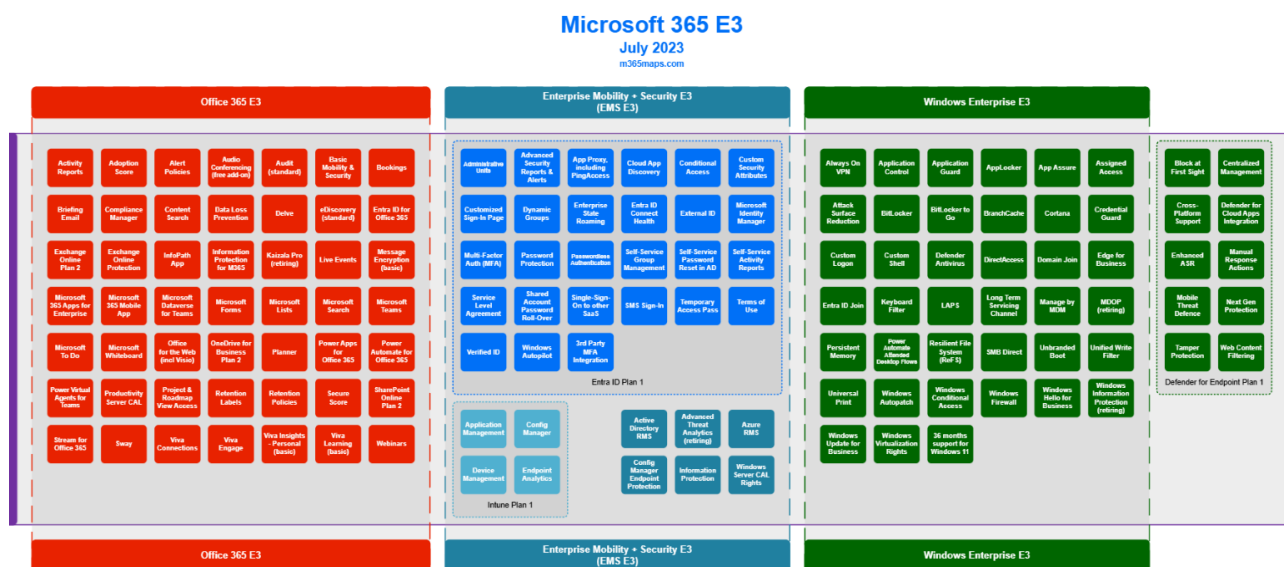 Microsoft 365 E3
July 2023
m365maps.com
Office 365 E3
Enterprise Mobility + Security E3
(EMS E3)
Windows Enterprise E3
Activity
Reports
Adoption
Score
Alert
Policies
Audio
Conferencing
(free add-on)
Audit
(standard)
Basic
Mobility &
Security
Bookings
Briefing
Email
Compliance
Manager
Content
Search
Data Loss
Prevention
Delve
eDiscovery
(standard)
Entra ID for
Office 365
Exchange
Online
Plan 2
Exchange
Online
Protection
InfoPath
App
Information
Protection
for M365
Kaizala Pro
(retiring)
Live Events
Message
Encryption
(basic)
Microsoft
365 Apps for
Enterprise
Microsoft
365 Mobile
App
Microsoft
Dataverse
for Teams
Microsoft
Forms
Microsoft
Lists
Microsoft
Search
Microsoft
Teams
Microsoft
To Do
Microsoft
Whiteboard
Office
for the Web
(incl Visio)
OneDrive for
Business
Plan 2
Planner
Power Apps
for
Office 365
Power
Automate for
Office 365
Power Virtual
Agents for
Teams
Productivity
Server CAL
Project &
Roadmap
View Access
Retention
Labels
Retention
Policies
Secure
Score
SharePoint
Online
Plan 2
Stream for
Office 365
Sway
Viva
Connections
Viva
Engage
Viva Insights
- Personal
(basic)
Viva
Learning
(basic)
Webinars
Administrative
Units
Advanced
Security
Reports &
Alerts
App Proxy,
including
PingAccess
Cloud App
Discovery
Conditional
Access
Custom
Security
Attributes
Customized
Sign-In Page
Dynamic
Groups
Enterprise
State
Roaming
Entra ID
Connect
Health
External ID
Microsoft
Identity
Manager
Multi-Factor
Auth (MFA)
Password
Protection
Passwordless
Authentication
Self-Service
Group
Management
Self-Service
Password
Reset in AD
Self-Service
Activity
Reports
Service
Level
Agreement
Shared
Account
Password
Roll-Over
Single-Sign-
On to other
SaaS
SMS Sign-In
Temporary
Access Pass
Terms of
Use
Verified ID
Windows
Autopilot
3rd Party
MFA
Integration
Entra ID Plan 1
Application
Management
Config
Manager
Device
Management
Endpoint
Analytics
Intune Plan 1
Active
Directory
RMS
Advanced
Threat
Analytics
(retiring)
Azure
RMS
Config
Manager
Endpoint
Protection
Information
Protection
Windows
Server CAL
Rights
Always On
VPN
Application
Control
Application
Guard
AppLocker
App Assure
Assigned
Access
Attack
Surface
Reduction
BitLocker
BitLocker to
Go
BranchCache
Cortana
Credential
Guard
Custom
Logon
Custom
Shell
Defender
Antivirus
DirectAccess
Domain Join
Edge for
Business
Entra ID Join
Keyboard
Filter
LAPS
Long Term
Servicing
Channel
Manage by
MDM
MDOP
(retiring)
Persistent
Memory
Power
Automate
Attended
Desktop Flows
Resilient File
System
(ReFS)
SMB Direct
Unbranded
Boot
Unified Write
Filter
Universal
Print
Windows
Autopatch
Windows
Conditional
Access
Windows
Firewall
Windows
Hello for
Business
Windows
Information
Protection
(retiring)
Windows
Update for
Business
Windows
Virtualization
Rights
36 months
support for
Windows 11
Block at
First Sight
Centralized
Management
Cross-
Platform
Support
Defender for
Cloud Apps
Integration
Enhanced
ASR
Manual
Response
Actions
Mobile
Threat
Defence
Next Gen
Protection
Tamper
Protection
Web Content
Filtering
Defender for Endpoint Plan 1
Office 365 E3
Enterprise Mobility + Security E3
(EMS E3)
Windows Enterprise E3